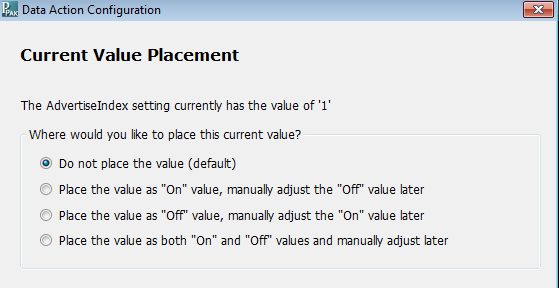 PPAK Data Action Configuration
Current Value Placement
The AdvertiseIndex setting currently has the value of '1'
Where would you like to place this current value?
Do not place the value (default)
Place the value as "On" value, manually adjust the "Off" value later
Place the value as "Off" value, manually adjust the "On" value later
Place the value as both "On" and "Off" values and manually adjust later